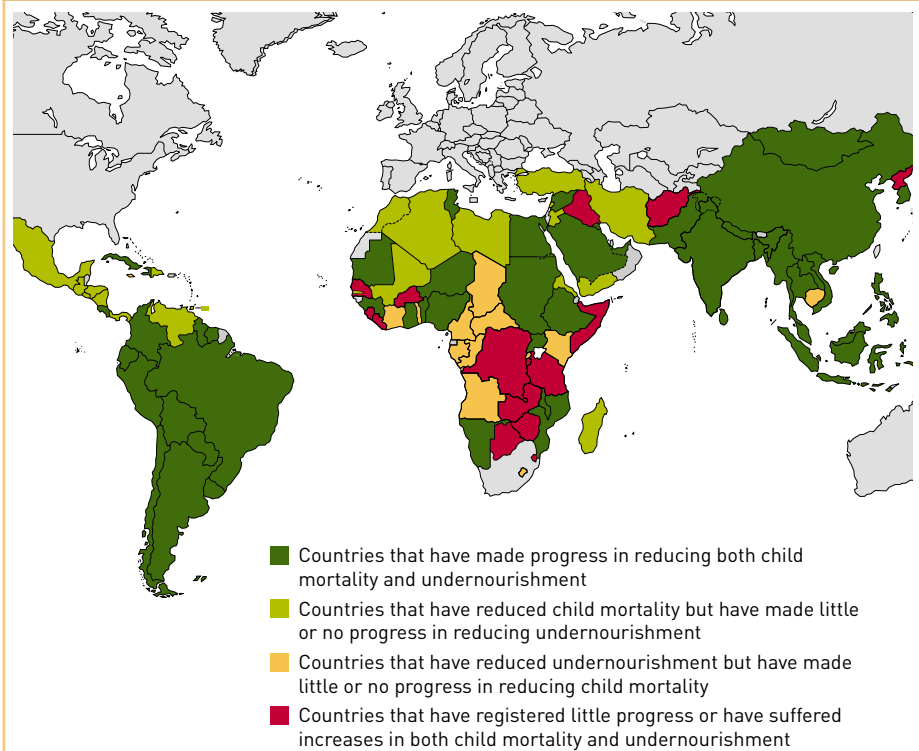 Countries that have made progress in reducing both child
mortality and undernourishment
Countries that have reduced child mortality but have made little
or no progress in reducing undernourishment
Countries that have reduced undernourishment but have made
little or no progress in reducing child mortality
Countries that have registered little progress or have suffered
increases in both child mortality and undernourishment